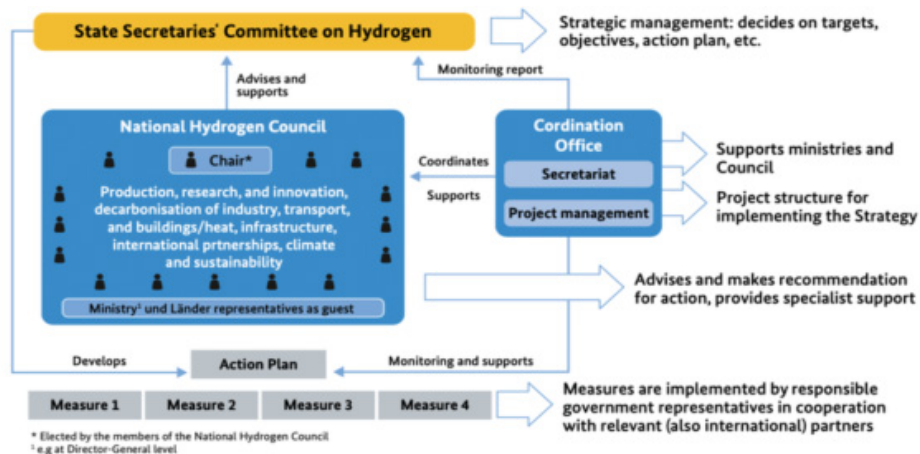 State Secretaries' Committee on Hydrogen
Strategic management: decides on targets,
objectives, action plan, etc.
Advises and
supports
Monitoring report
National Hydrogen Council
Chair*
Production, research, and innovation,
decarbonisation of industry, transport,
and buildings/heat, infrastructure,
international prtnerships, climate
and sustainability
Ministry¹ und Länder representatives as guest
Coordinates
Supports
Cordination
Office
Secretariat
Project management
Supports ministries and
Council
Project structure for
implementing the Strategy
Advises and makes recommendation
for action, provides specialist support
Develops
Action Plan
Monitoring and supports
Measure 1
Measure 2
Measure 3
Measure 4
Measures are implemented by responsible
government representatives in cooperation
with relevant (also international) partners
* Elected by the members of the National Hydrogen Council
¹ e.g at Director-General level